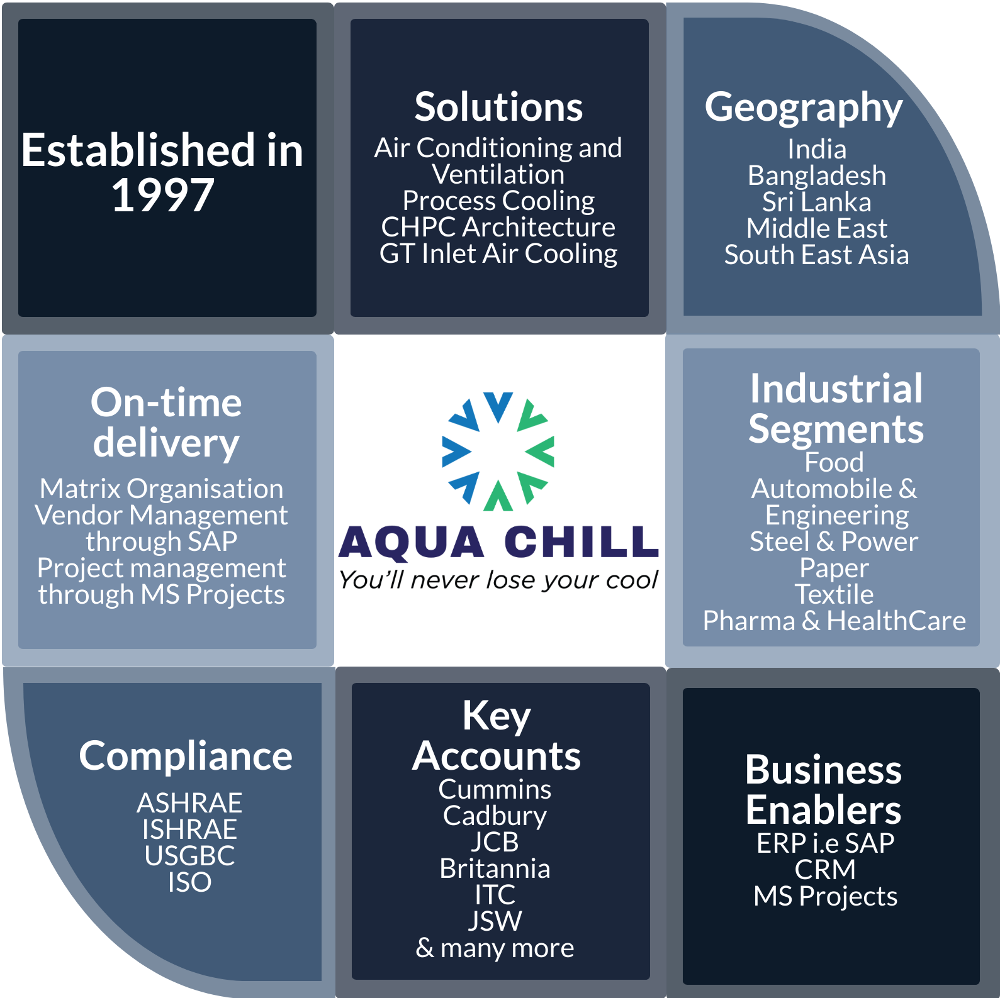 Established in
1997
Solutions
Air Conditioning and
Ventilation
Process Cooling
CHPC Architecture
GT Inlet Air Cooling
Geography
India
Bangladesh
Sri Lanka
Middle East
South East Asia
On-time
delivery
Matrix Organisation
Vendor Management
through SAP
Project management
through MS Projects
AQUA CHILL
You'll never lose your cool
Industrial
Segments
Food
Automobile &
Engineering
Steel & Power
Paper
Textile
Pharma & HealthCare
Compliance
ASHRAE
ISHRAE
USGBC
ISO
Key
Accounts
Cummins
Cadbury
JCB
Britannia
ITC
JSW
& many more
Business
Enablers
ERP i.e SAP
CRM
MS Projects